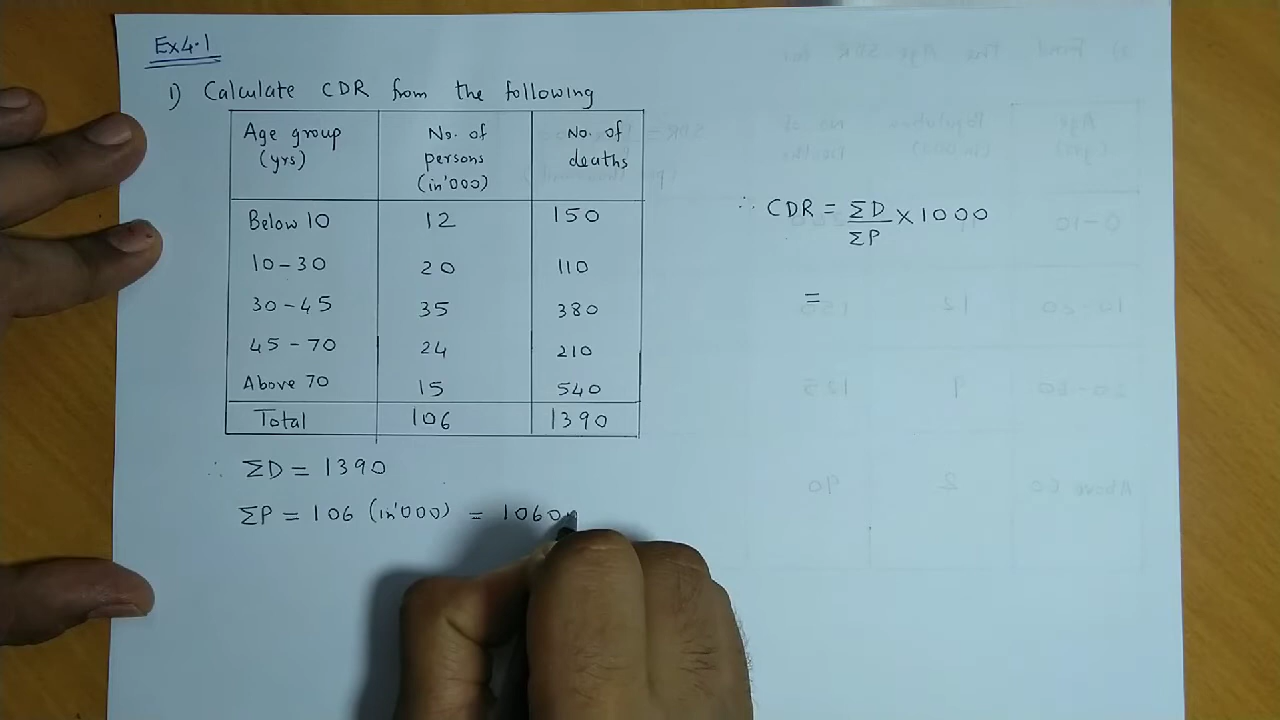 Ex4.1
1) Calculate CDR from the following
Age group (yrs) No. of persons (in'000) No. of deaths
Below 10 12 150
10-30 20 110
30-45 35 380
45-70 24 210
Above 70 15 540
Total 106 1390
∴ ΣD = 1390
ΣP = 106 (in'000) = 1060
∴ CDR = ΣD/ΣP × 1000
=